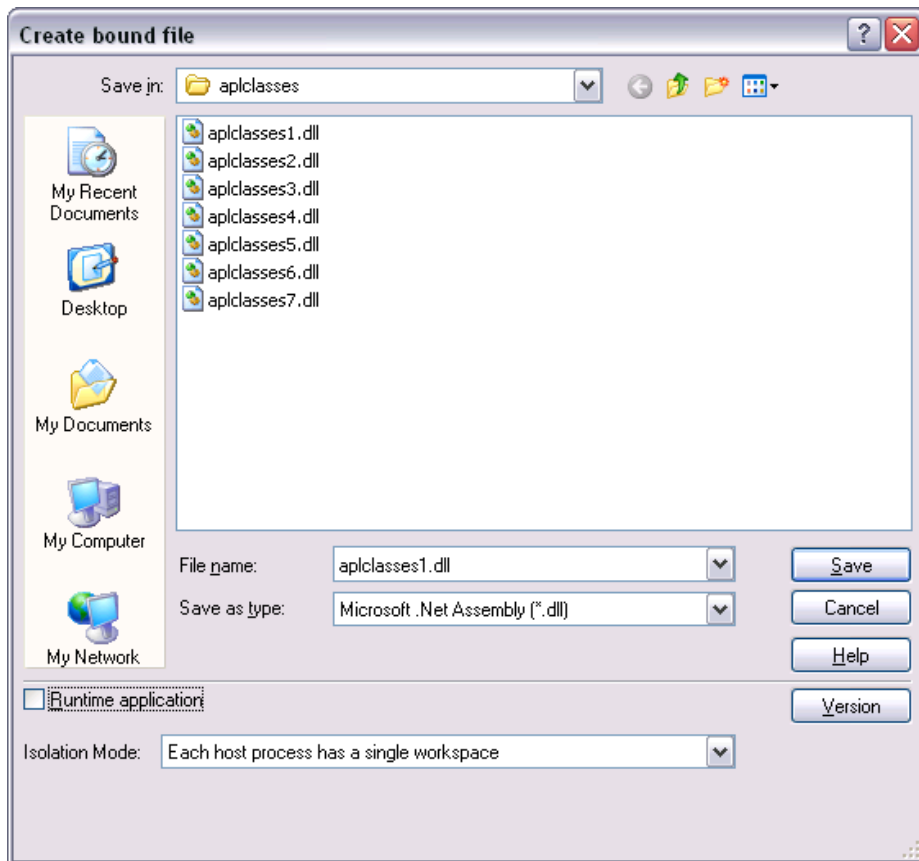 Create bound file
Save in: aplclasses
aplclasses1.dll
aplclasses2.dll
aplclasses3.dll
aplclasses4.dll
aplclasses5.dll
aplclasses6.dll
aplclasses7.dll
My Recent
Documents
Desktop
My Documents
My Computer
My Network
File name: aplclasses1.dll Save
Save as type: Microsoft .Net Assembly (*.dll) Cancel
Help
Runtime application Version
Isolation Mode: Each host process has a single workspace